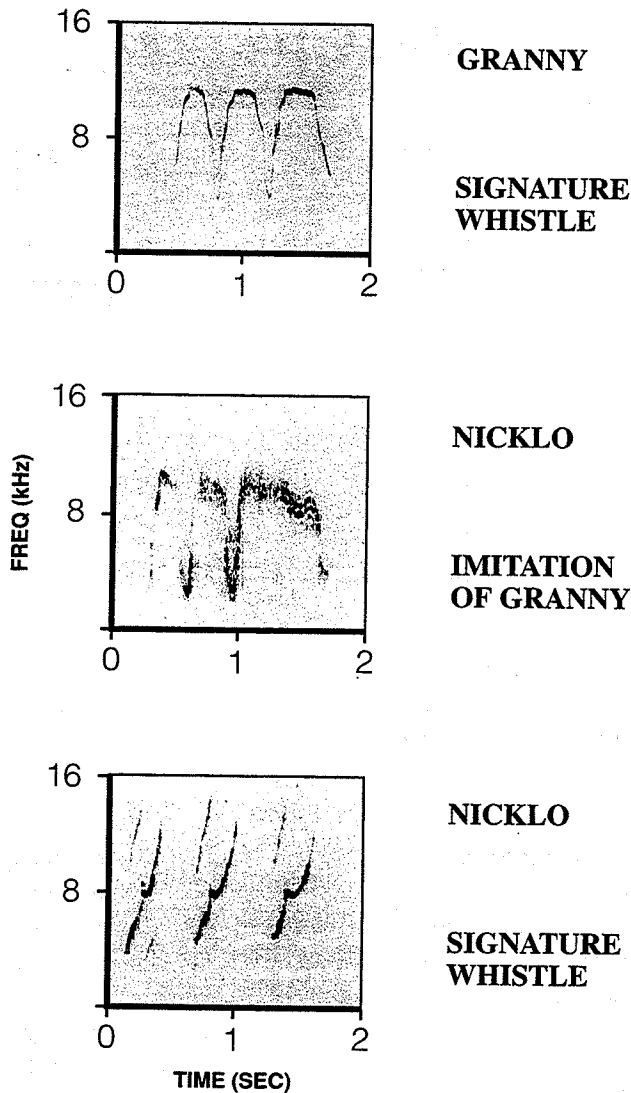 16
8
0
0 1 2
GRANNY
SIGNATURE
WHISTLE
16
8
0 1 2
NICKLO
IMITATION
OF GRANNY
FREQ (kHz)
16
8
0 1 2
NICKLO
SIGNATURE
WHISTLE
TIME (SEC)